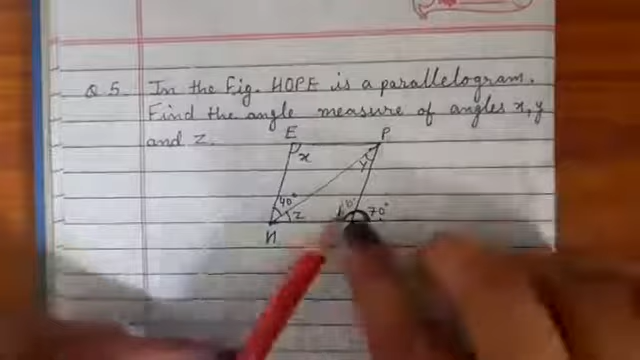 Q 5. In the Fig. HOPE is a parallelogram.
Find the angle measure of angles x, y
and z.
E P
x
y
40°
z
70°
H